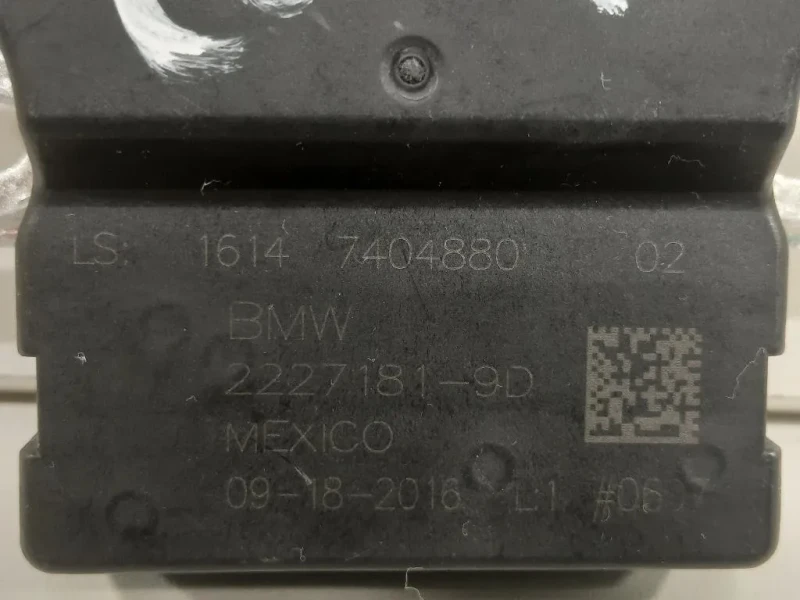 LS: 1614 7404880 02
BMW
2227181-9D
MEXICO
09-18-2016 L1 #06